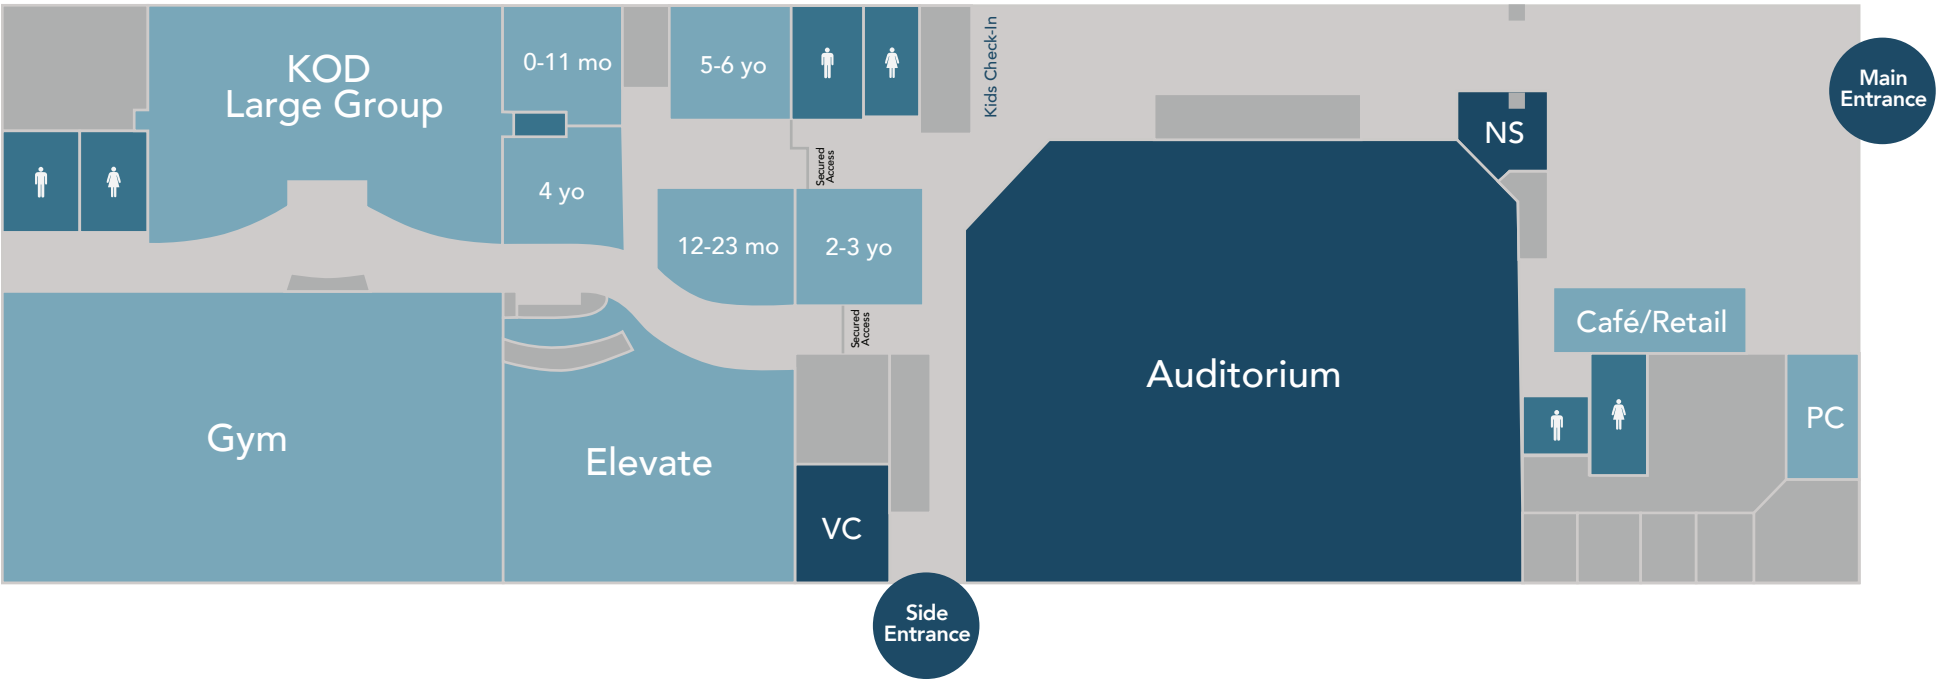 KOD
Large Group
0-11 mo
5-6 yo
Kids Check-In
Main
Entrance
NS
Secured
Access
4 yo
12-23 mo
2-3 yo
Secured
Access
Café/Retail
Auditorium
PC
Gym
Elevate
VC
Side
Entrance